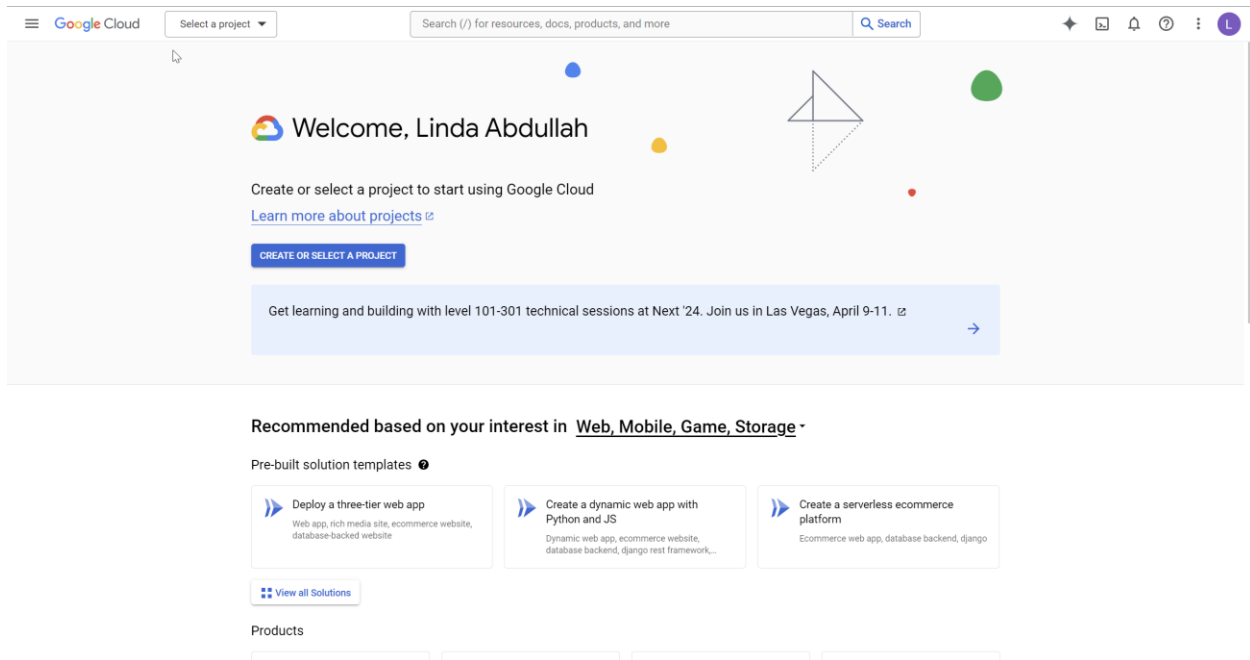 Google Cloud
Select a project
Search (/) for resources, docs, products, and more
Search
L
Welcome, Linda Abdullah
Create or select a project to start using Google Cloud
Learn more about projects
CREATE OR SELECT A PROJECT
Get learning and building with level 101-301 technical sessions at Next '24. Join us in Las Vegas, April 9-11.
Recommended based on your interest in Web, Mobile, Game, Storage
Pre-built solution templates
Deploy a three-tier web app
Web app, rich media site, ecommerce website,
database-backed website
Create a dynamic web app with
Python and JS
Dynamic web app, ecommerce website,
database backend, django rest framework,...
Create a serverless ecommerce
platform
Ecommerce web app, database backend, django
View all Solutions
Products